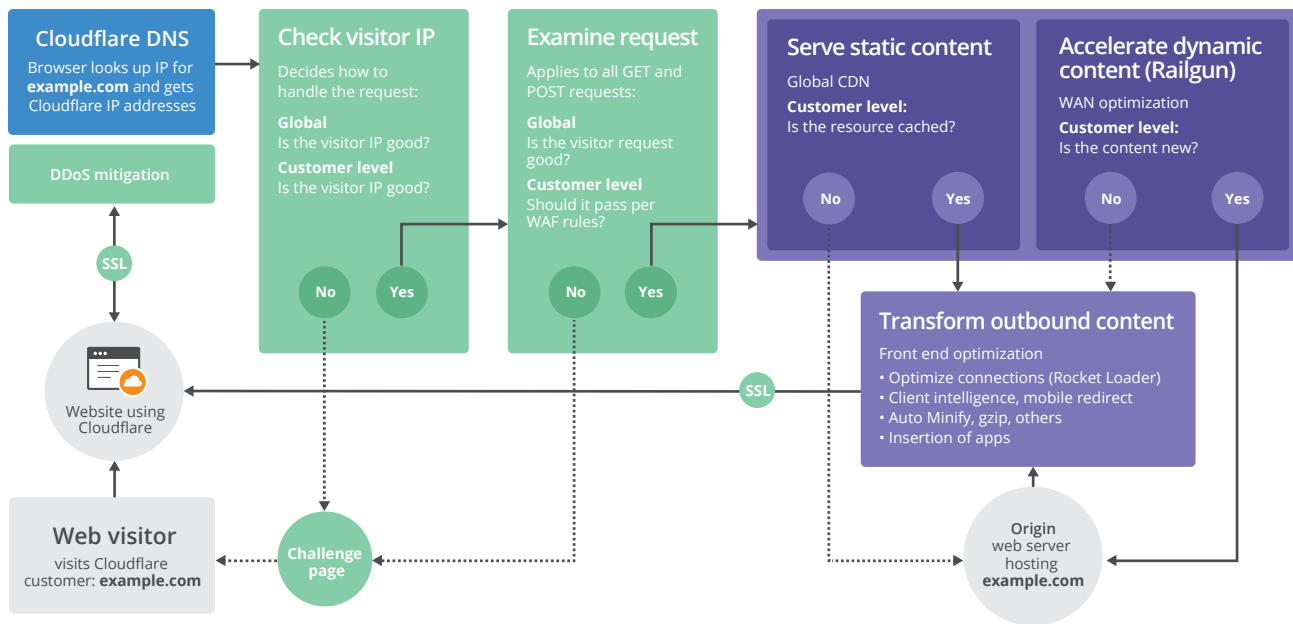 Cloudflare DNS
Browser looks up IP for
example.com and gets
Cloudflare IP addresses
DDoS mitigation
SSL
Website using
Cloudflare
Web visitor
visits Cloudflare
customer: example.com
Check visitor IP
Decides how to
handle the request:
Global
Is the visitor IP good?
Customer level
Is the visitor IP good?
No
Yes
Challenge
page
Examine request
Applies to all GET and
POST requests:
Global
Is the visitor request
good?
Customer level
Should it pass per
WAF rules?
No
Yes
Serve static content
Global CDN
Customer level:
Is the resource cached?
No
Yes
Accelerate dynamic
content (Railgun)
WAN optimization
Customer level:
Is the content new?
No
Yes
SSL
Transform outbound content
Front end optimization
• Optimize connections (Rocket Loader)
• Client intelligence, mobile redirect
• Auto Minify, gzip, others
• Insertion of apps
Origin
web server
hosting
example.com